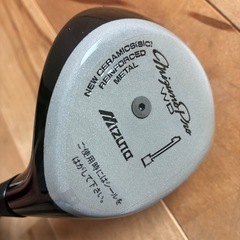 NEW CERAMICS(SiC)
REINFORCED
METAL
Mizuno Pro
MIZUNO
1
ご使用時にはシールを
はがして下さい。